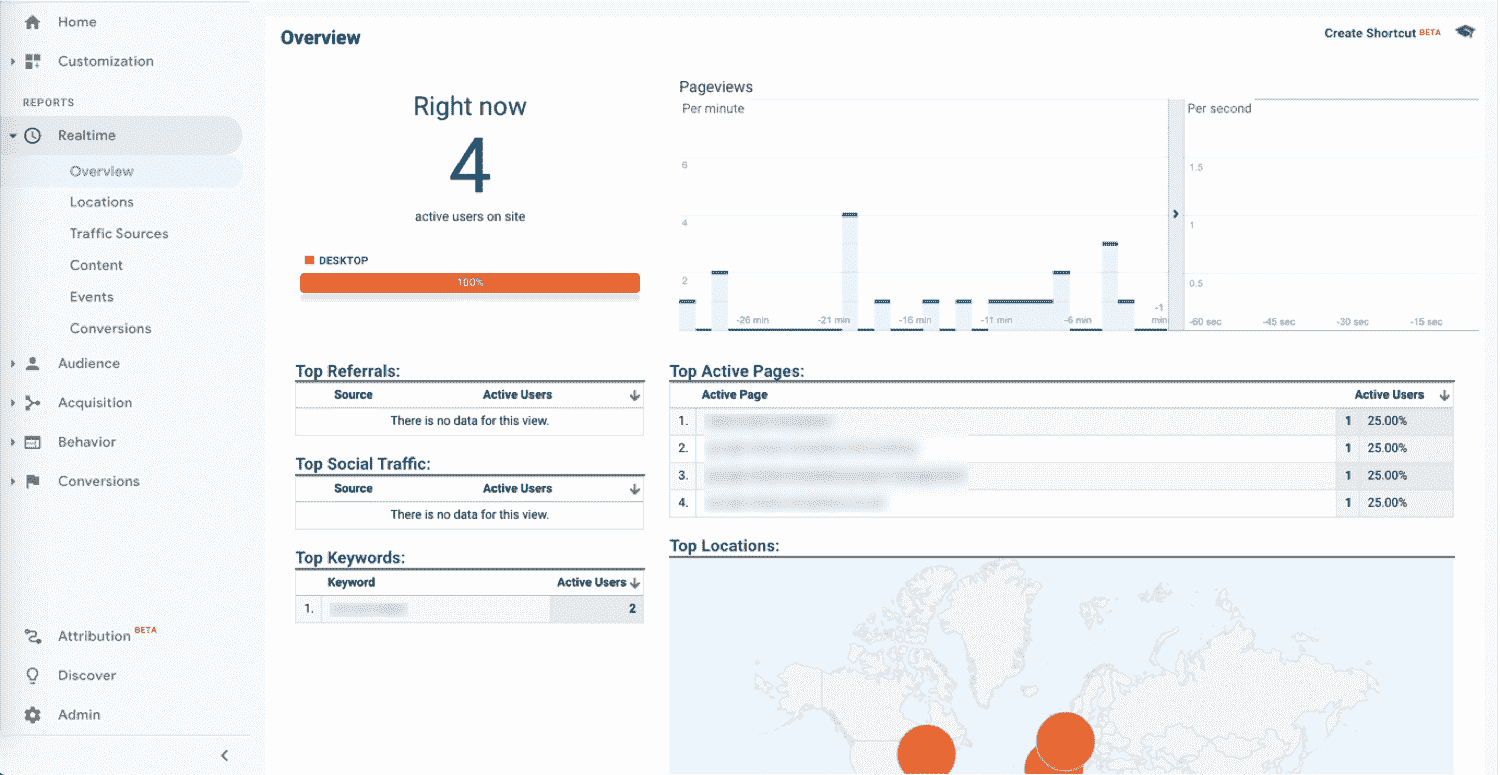 Home
Customization
REPORTS
Realtime
Overview
Locations
Traffic Sources
Content
Events
Conversions
Audience
Acquisition
Behavior
Conversions
Attribution BETA
Discover
Admin
Overview
Create Shortcut BETA
Right now
4
active users on site
DESKTOP
100%
Pageviews
Per minute
6
4
2
-26 min
-21 min
-16 min
-11 min
-6 min
-1
min
Per second
1.5
1
0.5
-60 sec
-45 sec
-30 sec
-15 sec
Top Referrals:
Source Active Users
There is no data for this view.
Top Social Traffic:
Source Active Users
There is no data for this view.
Top Keywords:
Keyword Active Users
1. 2
Top Active Pages:
Active Page Active Users
1. 1 25.00%
2. 1 25.00%
3. 1 25.00%
4. 1 25.00%
Top Locations: